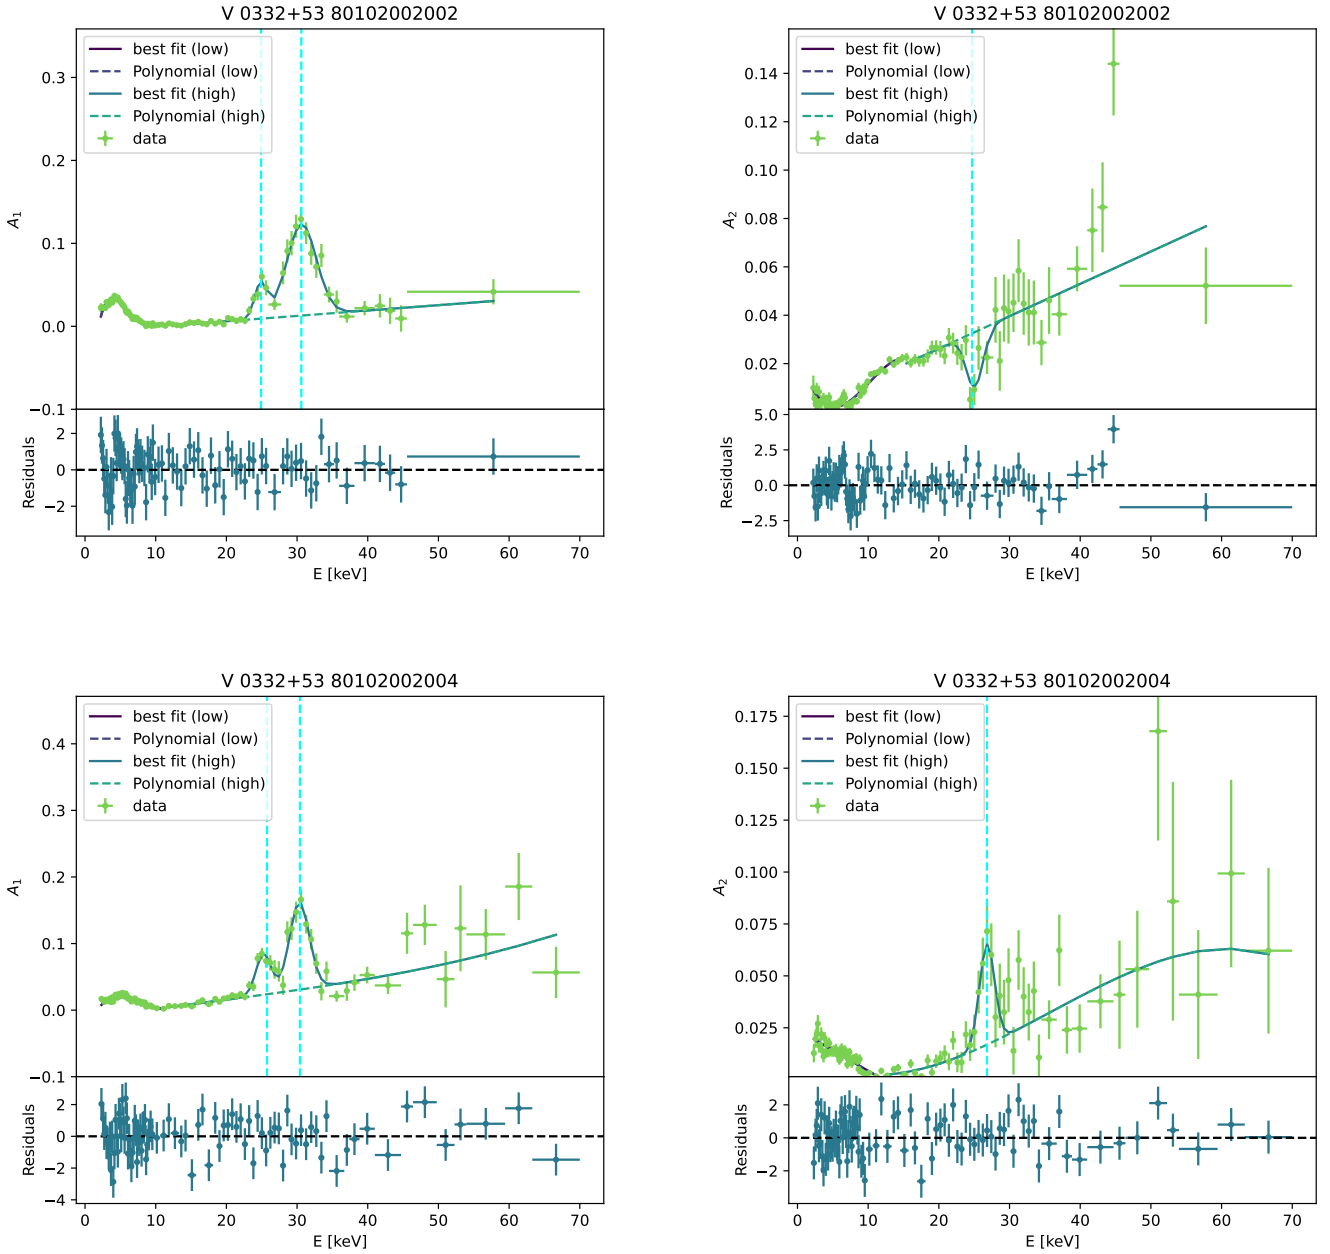 V 0332+53 80102002002
best fit (low)
Polynomial (low)
best fit (high)
Polynomial (high)
data
0.3
0.2
0.1
0.0
−0.1
A1
2
0
−2
Residuals
0 10 20 30 40 50 60 70
E [keV]
V 0332+53 80102002002
best fit (low)
Polynomial (low)
best fit (high)
Polynomial (high)
data
0.14
0.12
0.10
0.08
0.06
0.04
0.02
A2
5.0
2.5
0.0
−2.5
Residuals
0 10 20 30 40 50 60 70
E [keV]
V 0332+53 80102002004
best fit (low)
Polynomial (low)
best fit (high)
Polynomial (high)
data
0.4
0.3
0.2
0.1
0.0
−0.1
A1
2
0
−2
−4
Residuals
0 10 20 30 40 50 60 70
E [keV]
V 0332+53 80102002004
best fit (low)
Polynomial (low)
best fit (high)
Polynomial (high)
data
0.175
0.150
0.125
0.100
0.075
0.050
0.025
A2
2
0
−2
Residuals
0 10 20 30 40 50 60 70
E [keV]